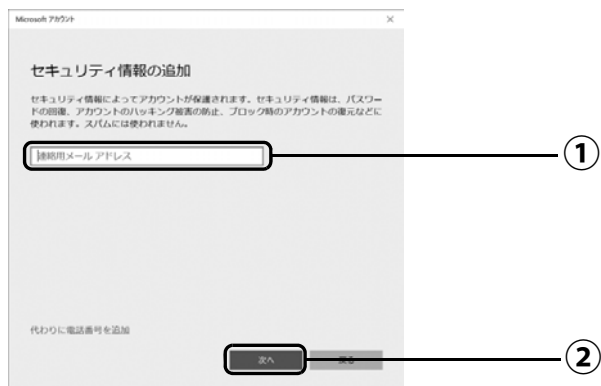 Microsoft アカウント
セキュリティ情報の追加
セキュリティ情報によってアカウントが保護されます。セキュリティ情報は、パスワー
ドの回復、アカウントのハッキング被害の防止、ブロック時のアカウントの復元などに
使われます。スパムには使われません。
連絡用メール アドレス
①
代わりに電話番号を追加
次へ
戻る
②